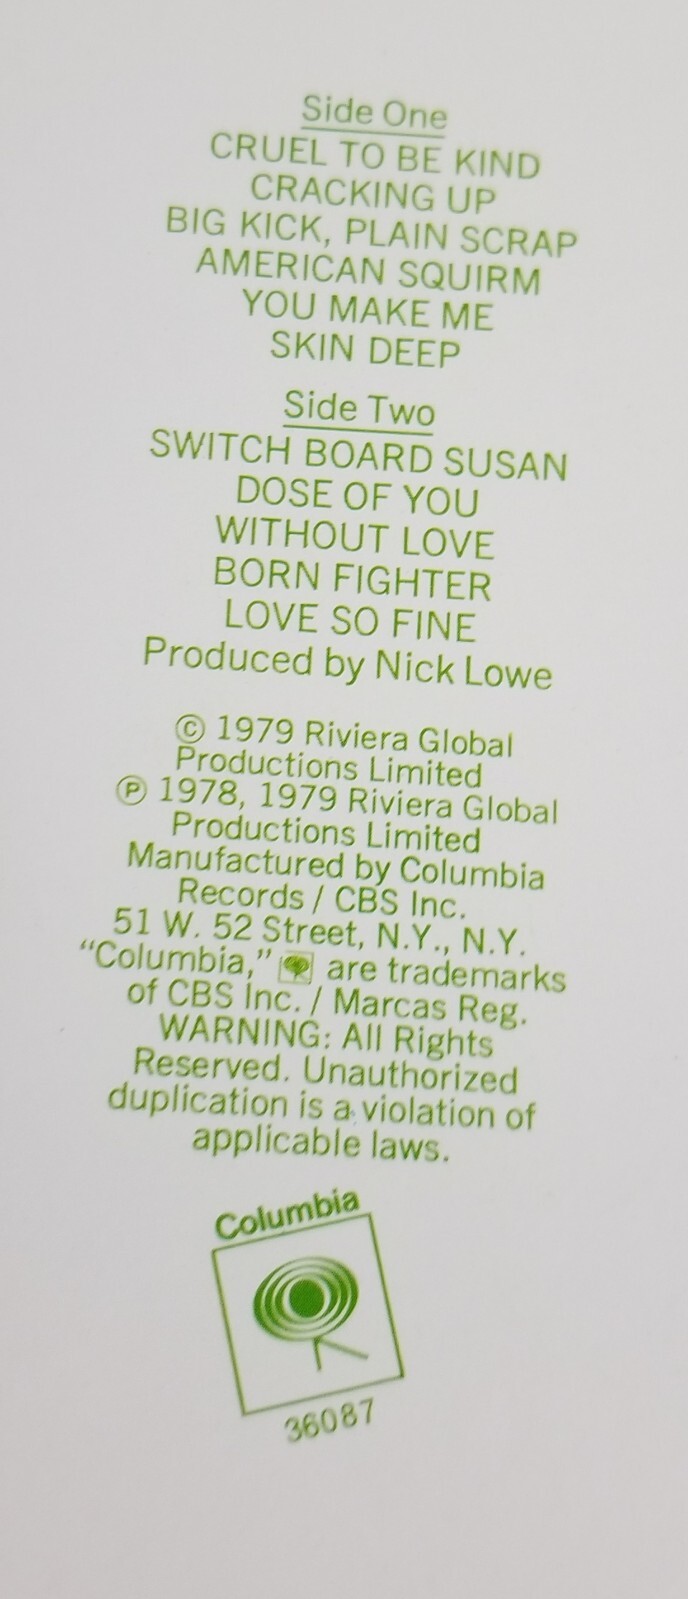 Side One
CRUEL TO BE KIND
CRACKING UP
BIG KICK, PLAIN SCRAP
AMERICAN SQUIRM
YOU MAKE ME
SKIN DEEP
Side Two
SWITCH BOARD SUSAN
DOSE OF YOU
WITHOUT LOVE
BORN FIGHTER
LOVE SO FINE
Produced by Nick Lowe
© 1979 Riviera Global
Productions Limited
℗ 1978, 1979 Riviera Global
Productions Limited
Manufactured by Columbia
Records / CBS Inc.
51 W. 52 Street, N.Y., N.Y.
“Columbia,” are trademarks
of CBS Inc. / Marcas Reg.
WARNING: All Rights
Reserved. Unauthorized
duplication is a violation of
applicable laws.
Columbia
36087